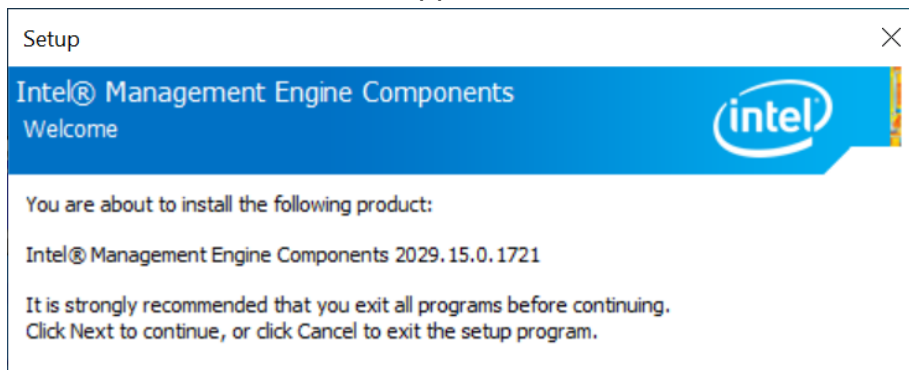 Setup
Intel® Management Engine Components
Welcome
intel
You are about to install the following product:
Intel® Management Engine Components 2029.15.0.1721
It is strongly recommended that you exit all programs before continuing.
Click Next to continue, or click Cancel to exit the setup program.